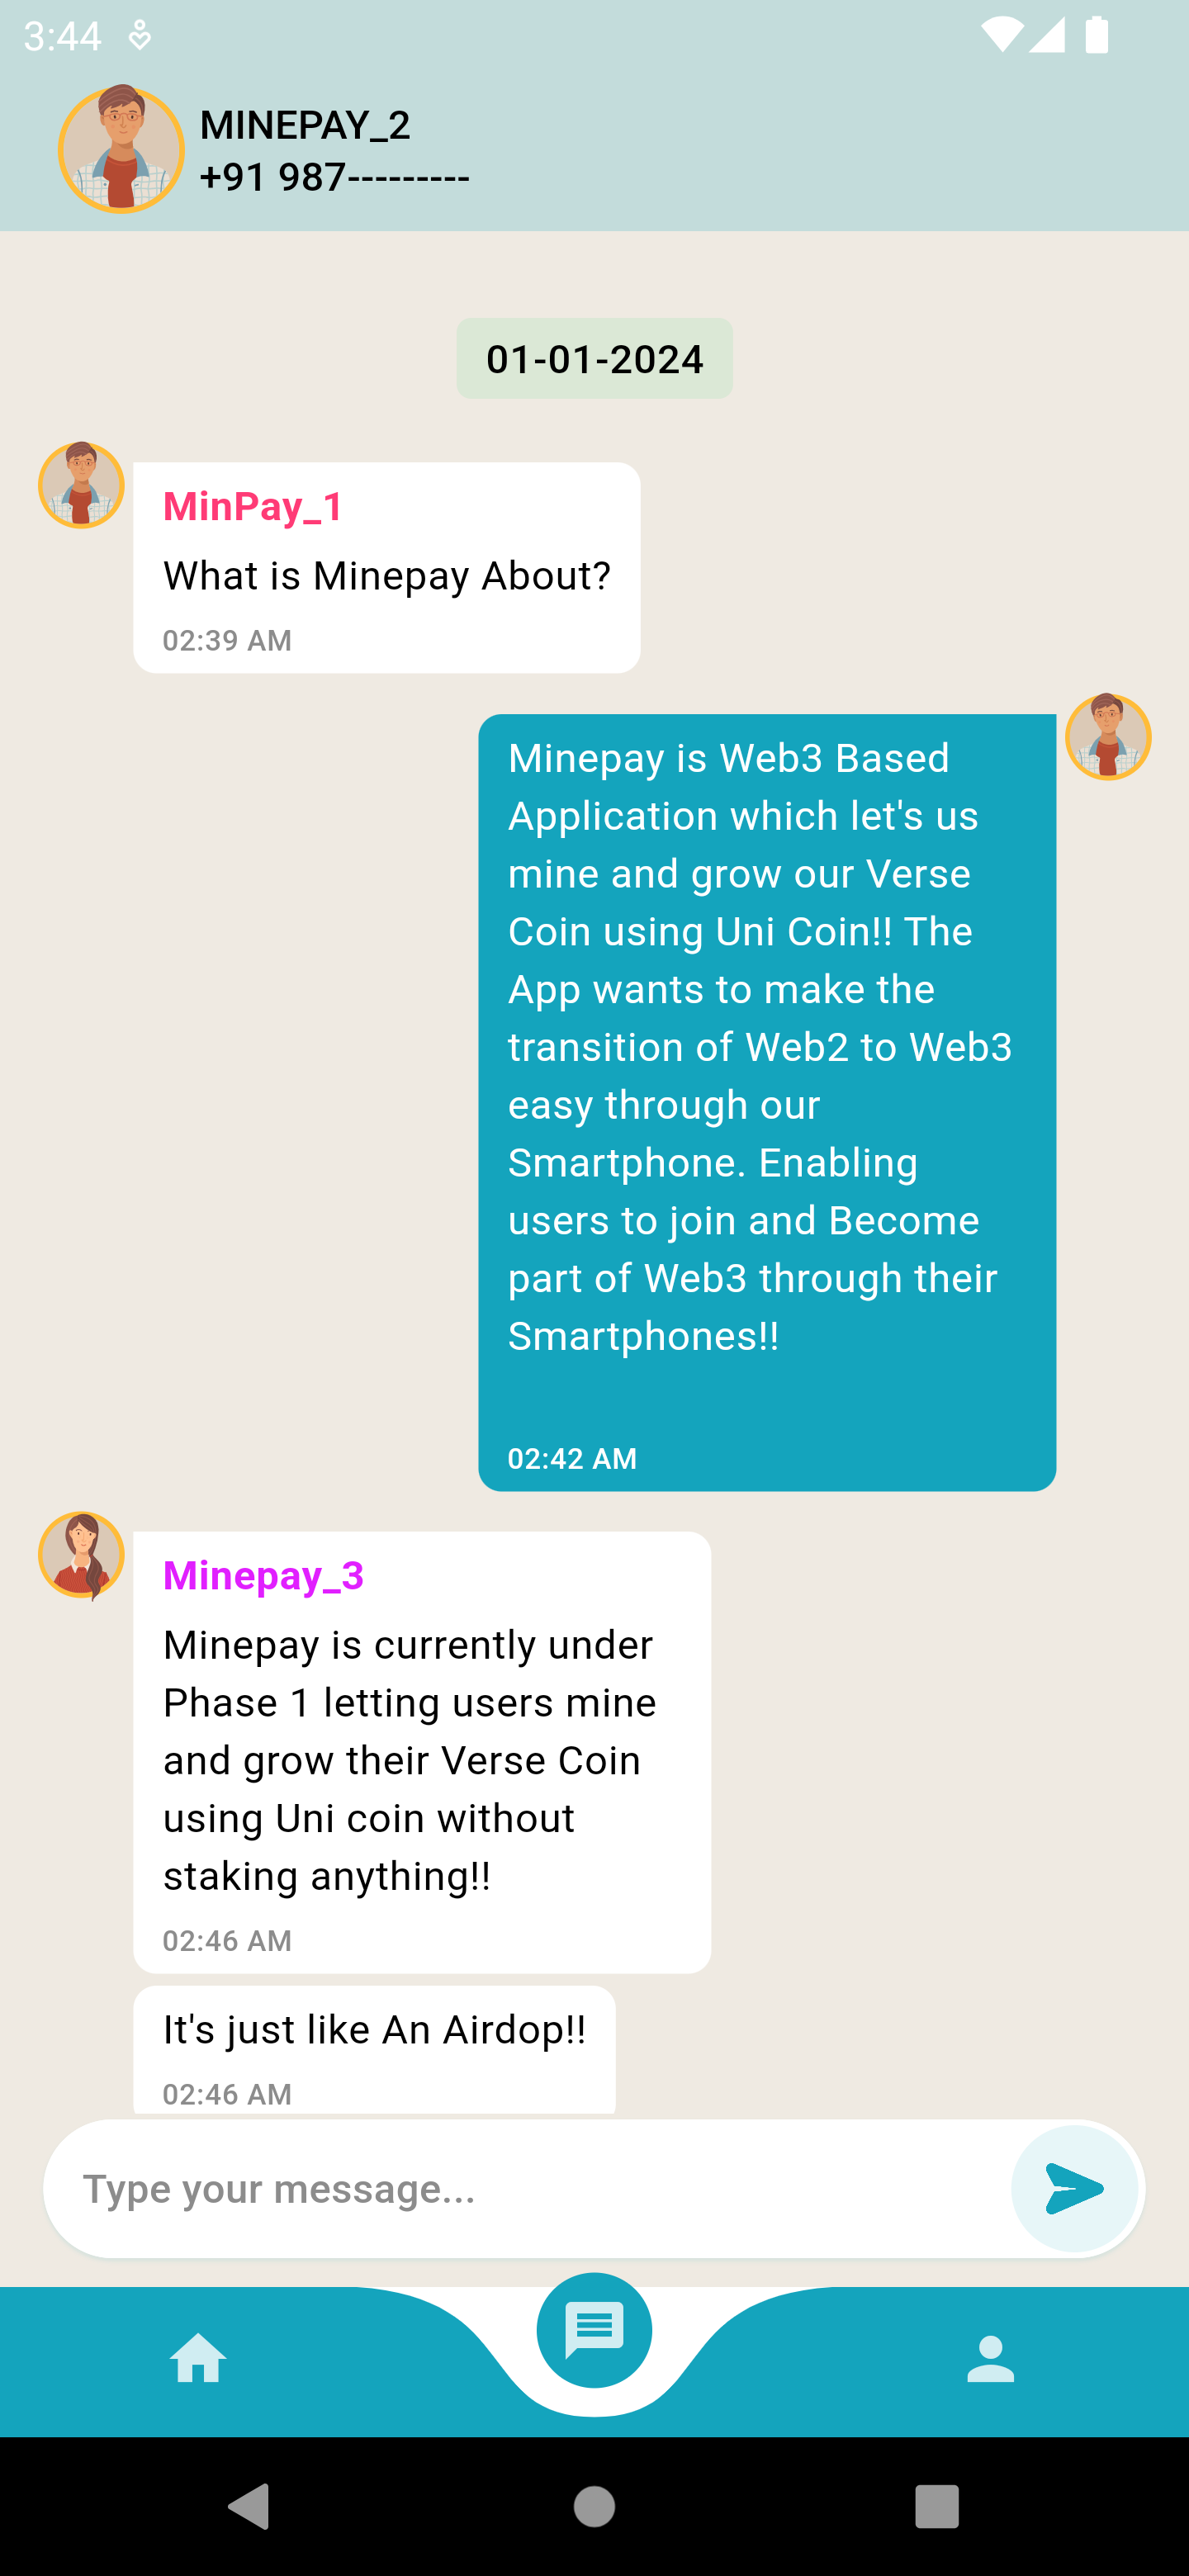 3:44
MINEPAY_2
+91 987---------
01-01-2024
MinPay_1
What is Minepay About?
02:39 AM
Minepay is Web3 Based
Application which let's us
mine and grow our Verse
Coin using Uni Coin!! The
App wants to make the
transition of Web2 to Web3
easy through our
Smartphone. Enabling
users to join and Become
part of Web3 through their
Smartphones!!
02:42 AM
Minepay_3
Minepay is currently under
Phase 1 letting users mine
and grow their Verse Coin
using Uni coin without
staking anything!!
02:46 AM
It's just like An Airdop!!
02:46 AM
Type your message...